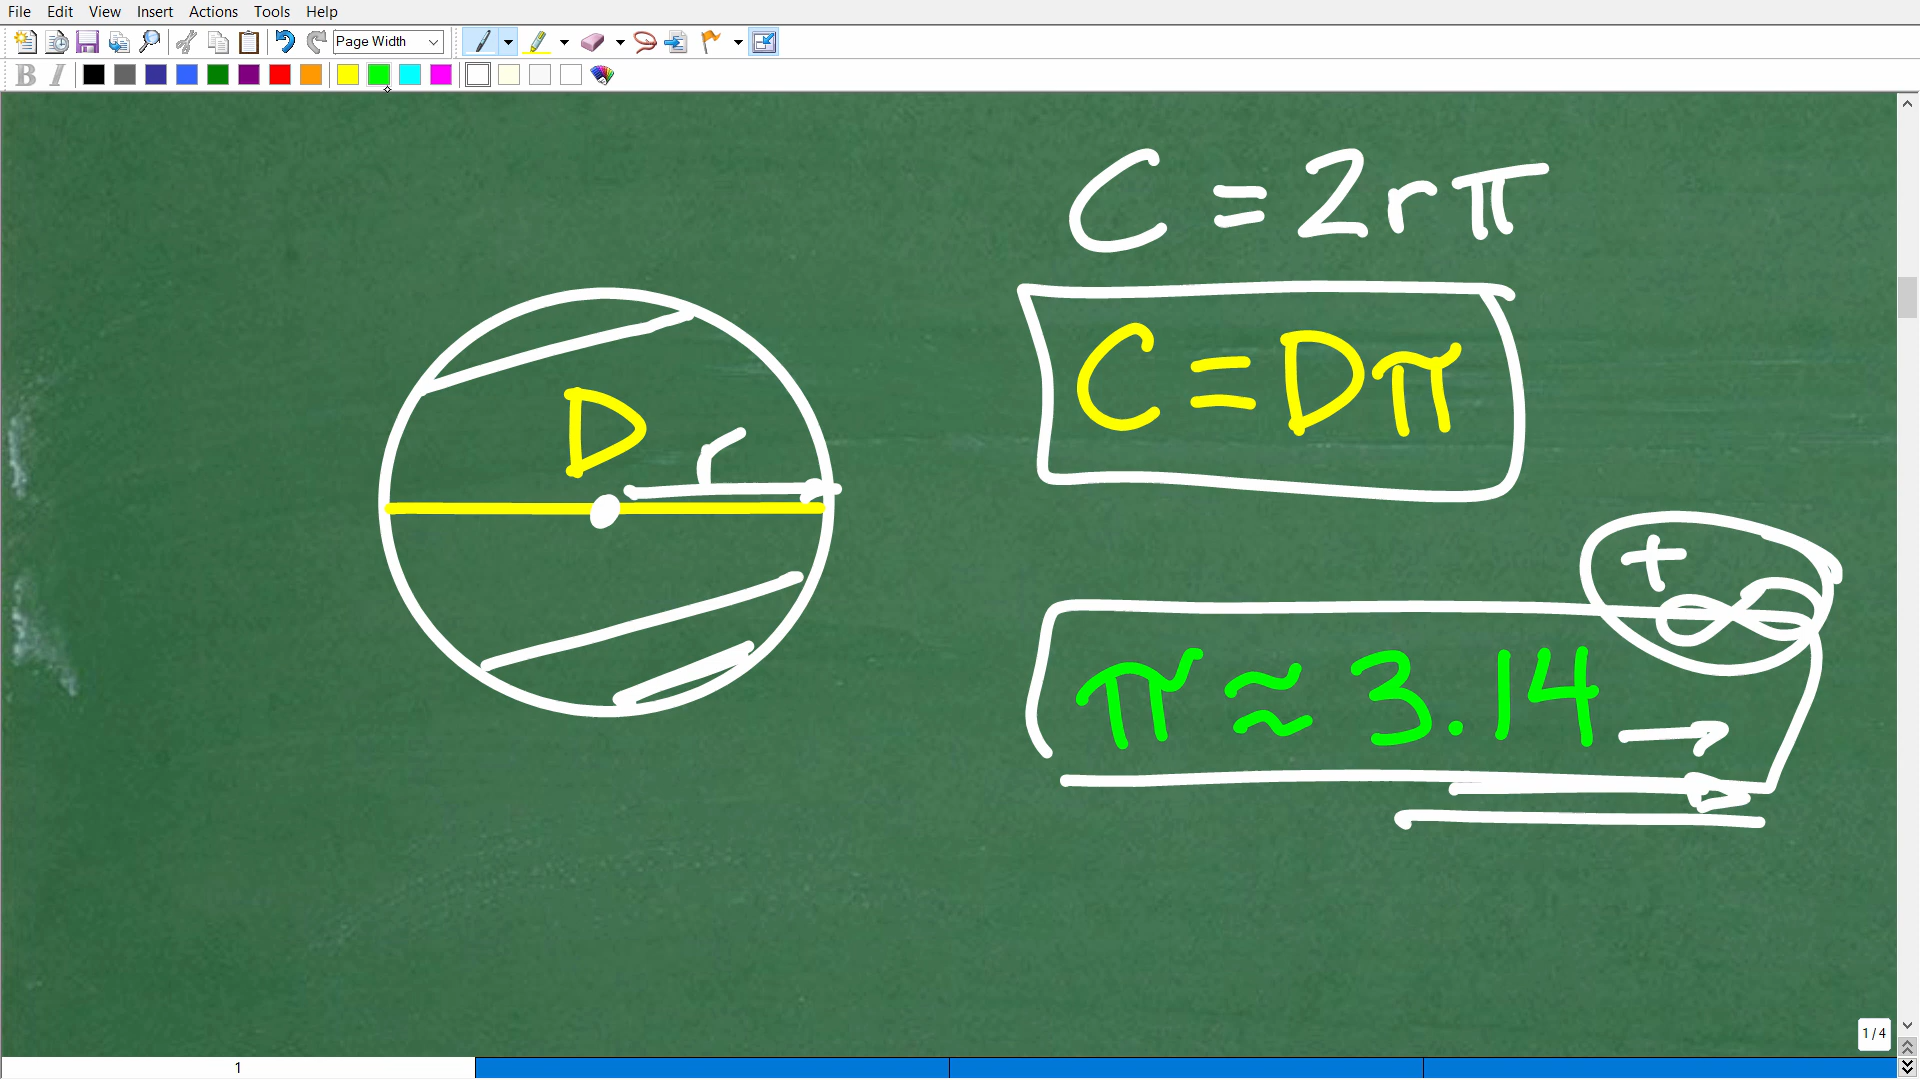 File Edit View Insert Actions Tools Help
Page Width
B I
C = 2rπ
C = Dπ
D
r
+
∞
π ≈ 3.14
1 / 4
1